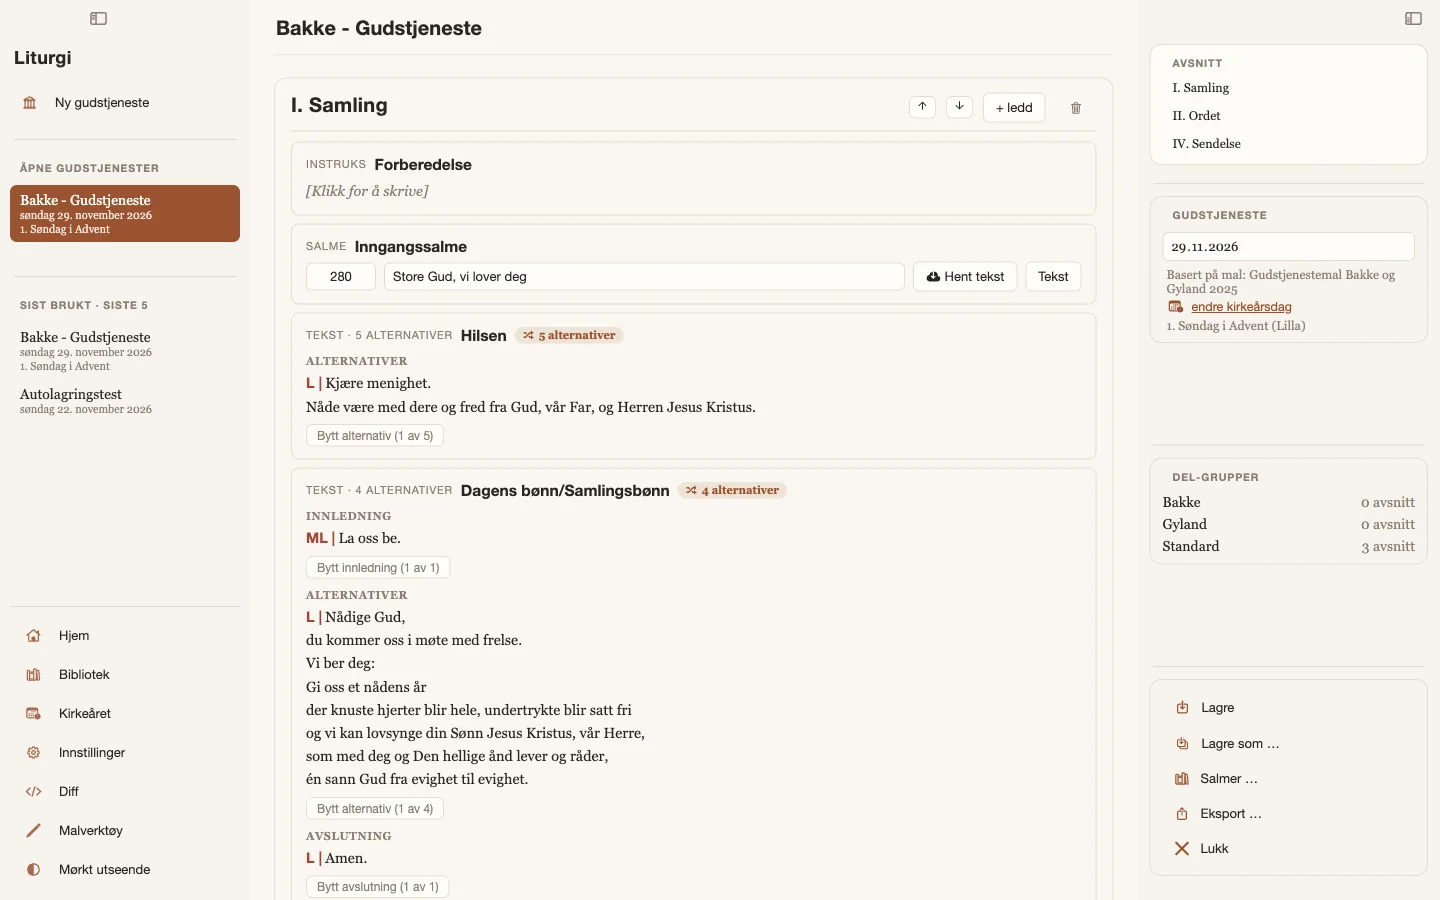 Liturgi
Ny gudstjeneste
ÅPNE GUDSTJENESTER
Bakke - Gudstjeneste
søndag 29. november 2026
1. Søndag i Advent
SIST BRUKT · SISTE 5
Bakke - Gudstjeneste
søndag 29. november 2026
1. Søndag i Advent
Autolagringstest
søndag 22. november 2026
Hjem
Bibliotek
Kirkeåret
Innstillinger
Diff
Malverktøy
Mørkt utseende
Bakke - Gudstjeneste
I. Samling
↑ ↓ + ledd
INSTRUKS Forberedelse
[Klikk for å skrive]
SALME Inngangssalme
280 Store Gud, vi lover deg Hent tekst Tekst
TEKST · 5 ALTERNATIVER Hilsen 5 alternativer
ALTERNATIVER
L | Kjære menighet.
Nåde være med dere og fred fra Gud, vår Far, og Herren Jesus Kristus.
Bytt alternativ (1 av 5)
TEKST · 4 ALTERNATIVER Dagens bønn/Samlingsbønn 4 alternativer
INNLEDNING
ML | La oss be.
Bytt innledning (1 av 1)
ALTERNATIVER
L | Nådige Gud,
du kommer oss i møte med frelse.
Vi ber deg:
Gi oss et nådens år
der knuste hjerter blir hele, undertrykte blir satt fri
og vi kan lovsynge din Sønn Jesus Kristus, vår Herre,
som med deg og Den hellige ånd lever og råder,
én sann Gud fra evighet til evighet.
Bytt alternativ (1 av 4)
AVSLUTNING
L | Amen.
Bytt avslutning (1 av 1)
AVSNITT
I. Samling
II. Ordet
IV. Sendelse
GUDSTJENESTE
29.11.2026
Basert på mal: Gudstjenestemal Bakke og
Gyland 2025
endre kirkeårsdag
1. Søndag i Advent (Lilla)
DEL-GRUPPER
Bakke 0 avsnitt
Gyland 0 avsnitt
Standard 3 avsnitt
Lagre
Lagre som …
Salmer …
Eksport …
Lukk